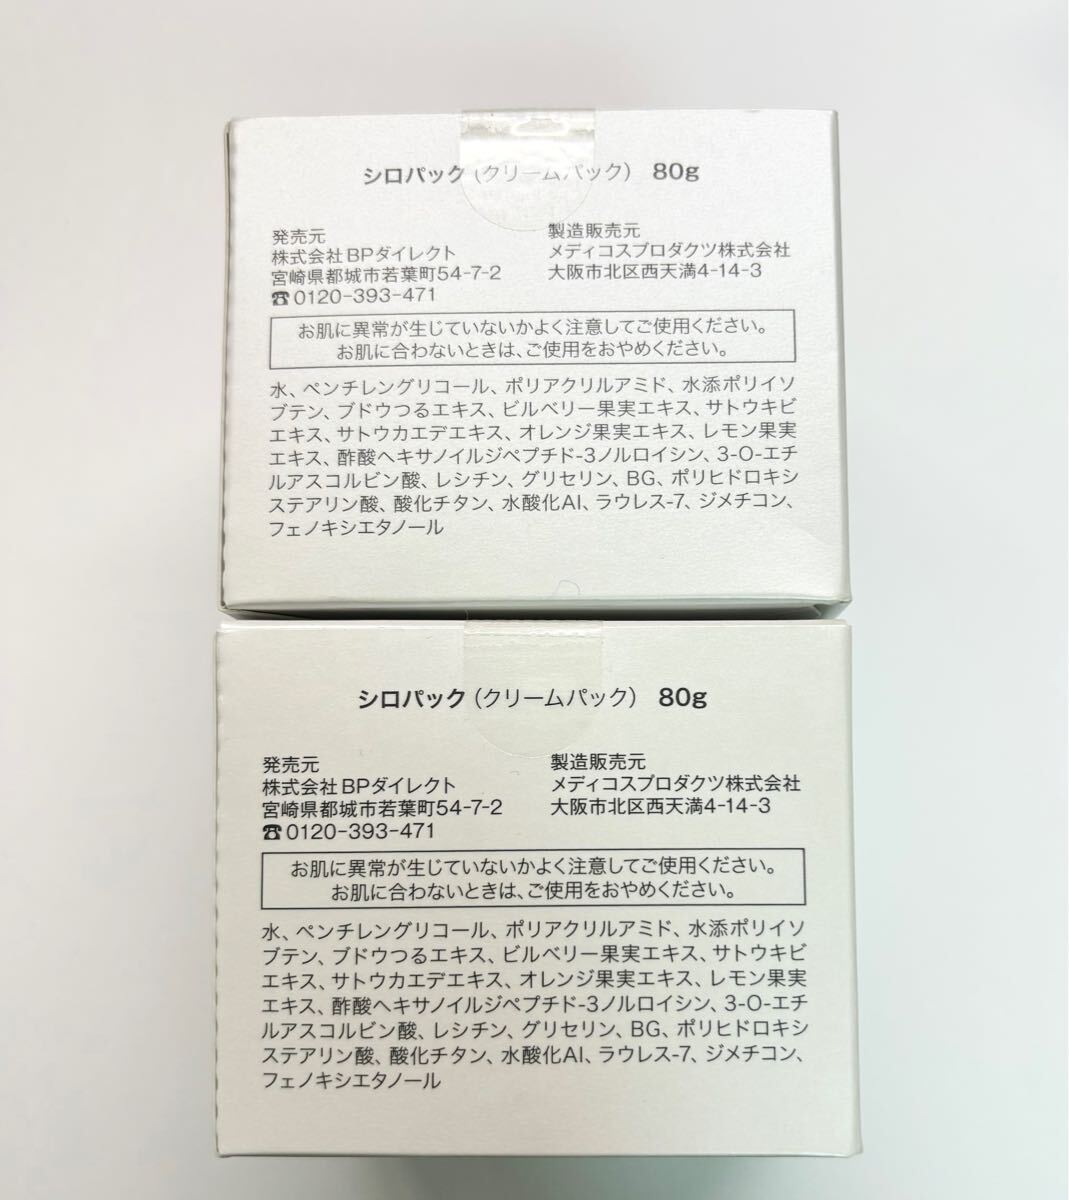 シロパック（クリームパック） 80g
発売元
株式会社BPダイレクト
宮崎県都城市若葉町54-7-2
☎0120-393-471
製造販売元
メディコスプロダクツ株式会社
大阪市北区西天満4-14-3
お肌に異常が生じていないかよく注意してご使用ください。
お肌に合わないときは、ご使用をおやめください。
水、ペンチレングリコール、ポリアクリルアミド、水添ポリイソ
ブテン、ブドウつるエキス、ビルベリー果実エキス、サトウキビ
エキス、サトウカエデエキス、オレンジ果実エキス、レモン果実
エキス、酢酸ヘキサノイルジペプチド-3ノルロイシン、3-O-エチ
ルアスコルビン酸、レシチン、グリセリン、BG、ポリヒドロキシ
ステアリン酸、酸化チタン、水酸化Al、ラウレス-7、ジメチコン、
フェノキシエタノール
シロパック（クリームパック） 80g
発売元
株式会社BPダイレクト
宮崎県都城市若葉町54-7-2
☎0120-393-471
製造販売元
メディコスプロダクツ株式会社
大阪市北区西天満4-14-3
お肌に異常が生じていないかよく注意してご使用ください。
お肌に合わないときは、ご使用をおやめください。
水、ペンチレングリコール、ポリアクリルアミド、水添ポリイソ
ブテン、ブドウつるエキス、ビルベリー果実エキス、サトウキビ
エキス、サトウカエデエキス、オレンジ果実エキス、レモン果実
エキス、酢酸ヘキサノイルジペプチド-3ノルロイシン、3-O-エチ
ルアスコルビン酸、レシチン、グリセリン、BG、ポリヒドロキシ
ステアリン酸、酸化チタン、水酸化Al、ラウレス-7、ジメチコン、
フェノキシエタノール